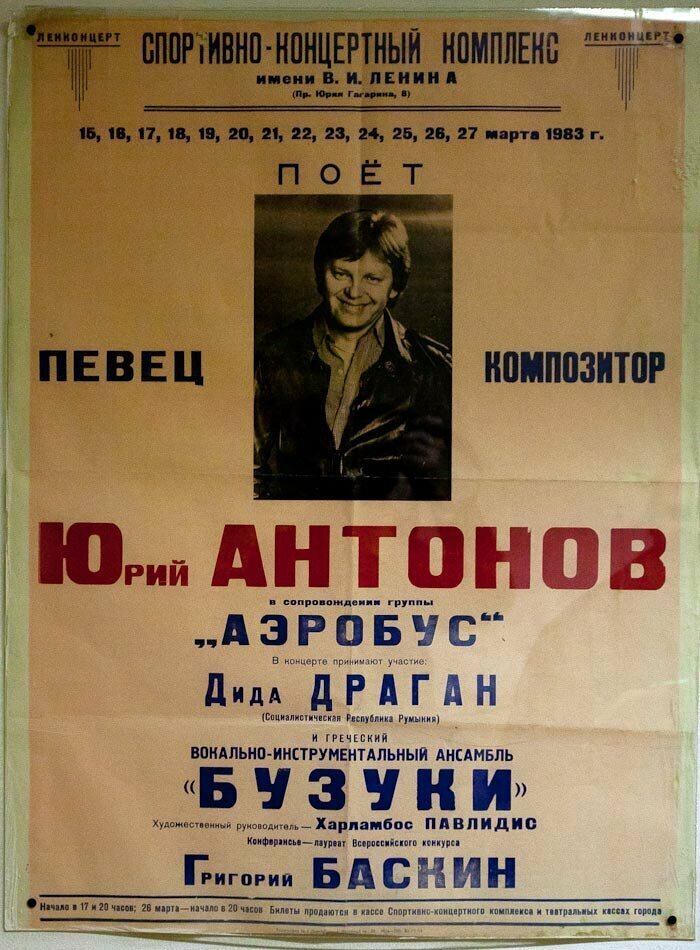 ЛЕНКОНЦЕРТ
СПОРТИВНО-КОНЦЕРТНЫЙ КОМПЛЕКС
ЛЕНКОНЦЕРТ
имени В. И. ЛЕНИНА
(Пр. Юрия Гагарина, 8)
15, 16, 17, 18, 19, 20, 21, 22, 23, 24, 25, 26, 27 марта 1983 г.
ПОЁТ
ПЕВЕЦ
КОМПОЗИТОР
Юрий АНТОНОВ
в сопровождении группы
„АЭРОБУС“
В концерте принимают участие:
Дида ДРАГАН
(Социалистическая Республика Румыния)
И ГРЕЧЕСКИЙ
ВОКАЛЬНО-ИНСТРУМЕНТАЛЬНЫЙ АНСАМБЛЬ
«БУЗУКИ»
Художественный руководитель — Харламбос ПАВЛИДИС
Конферансье — лауреат Всероссийского конкурса
Григорий БАСКИН
Начало в 17 и 20 часов; 26 марта — начало в 20 часов Билеты продаются в кассе Спортивно-концертного комплекса и театральных кассах города